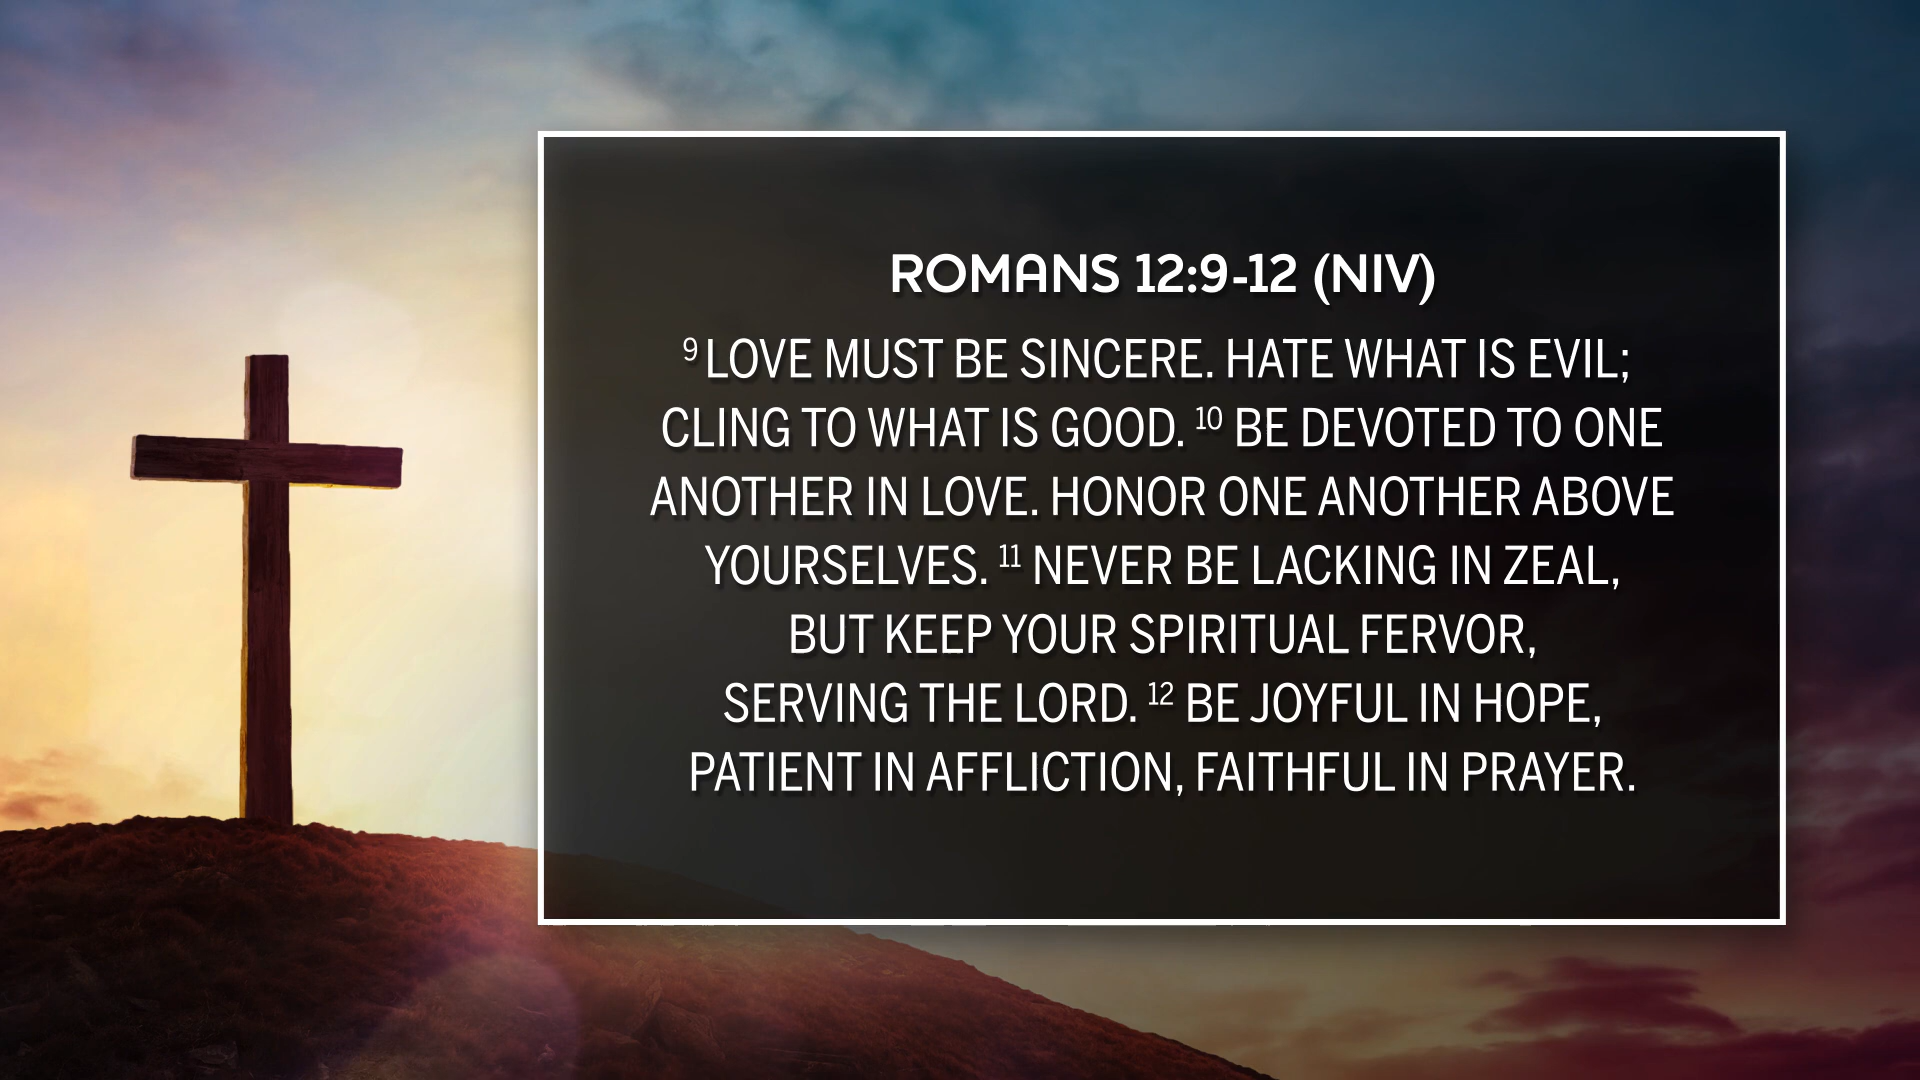 ROMANS 12:9-12 (NIV)
9 LOVE MUST BE SINCERE. HATE WHAT IS EVIL;
CLING TO WHAT IS GOOD. 10 BE DEVOTED TO ONE
ANOTHER IN LOVE. HONOR ONE ANOTHER ABOVE
YOURSELVES. 11 NEVER BE LACKING IN ZEAL,
BUT KEEP YOUR SPIRITUAL FERVOR,
SERVING THE LORD. 12 BE JOYFUL IN HOPE,
PATIENT IN AFFLICTION, FAITHFUL IN PRAYER.